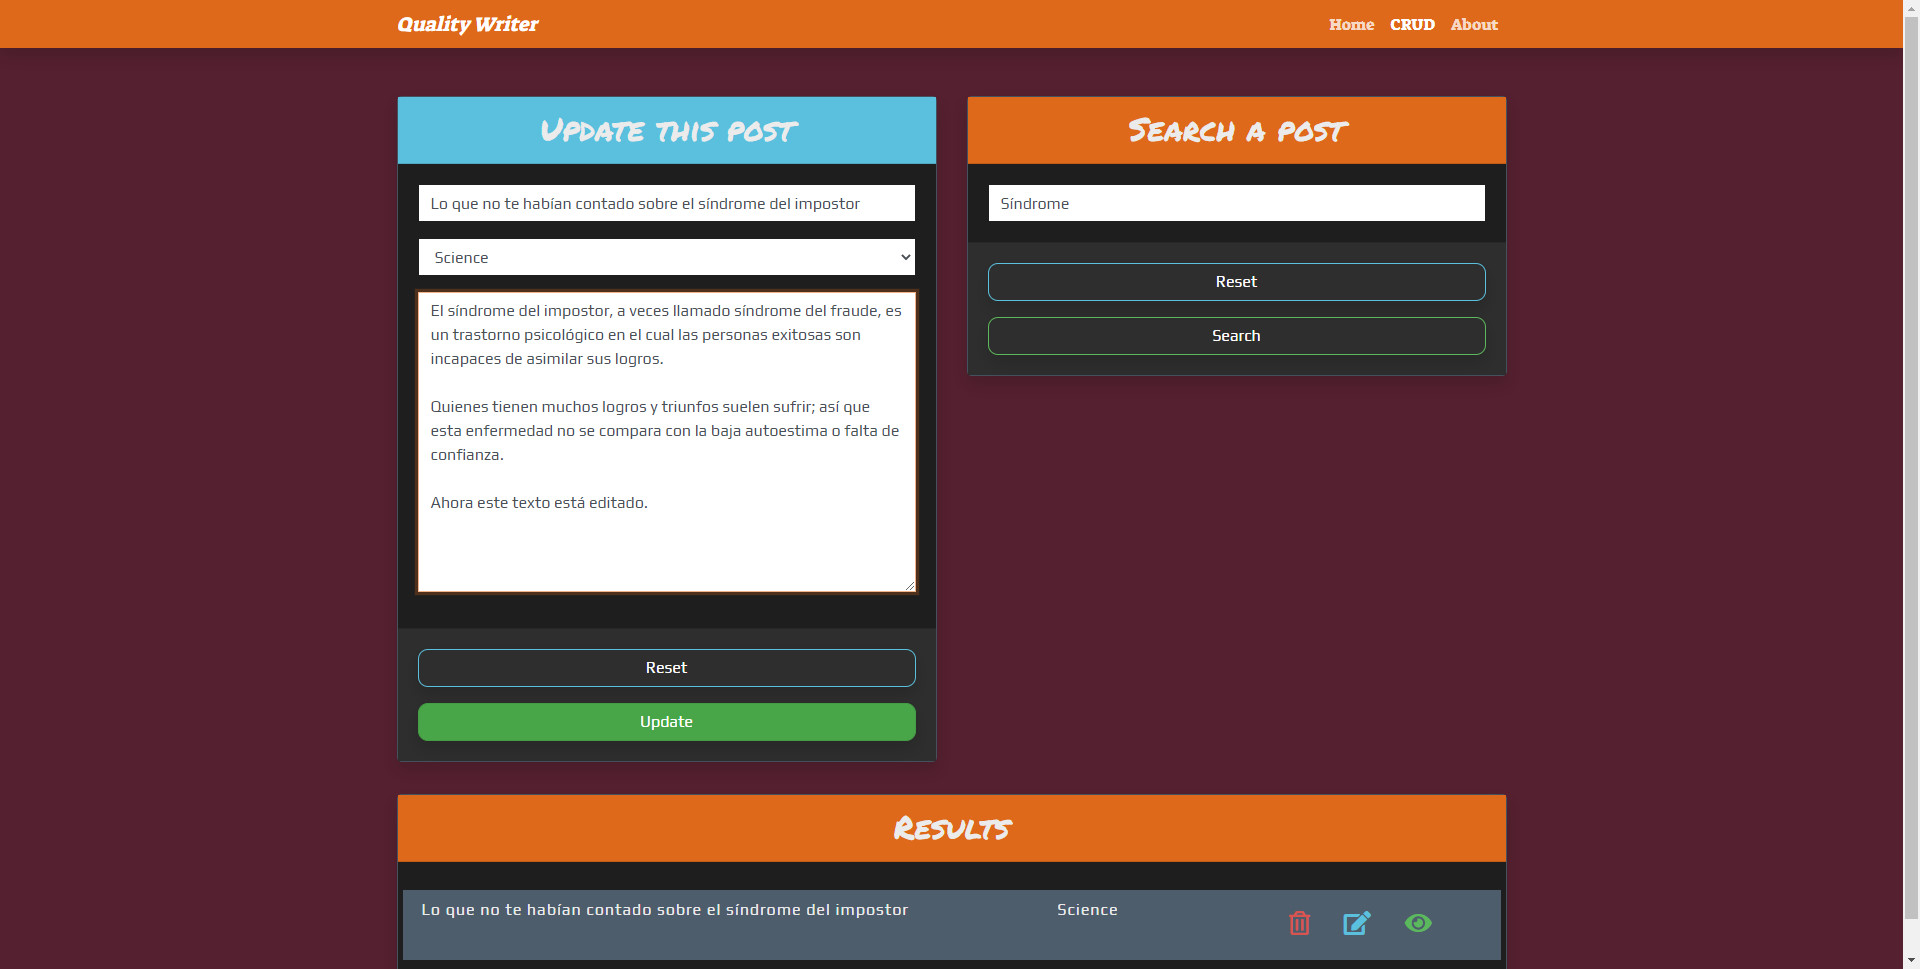 Quality Writer
Home CRUD About
Update this post
Lo que no te habían contado sobre el síndrome del impostor
Science
El síndrome del impostor, a veces llamado síndrome del fraude, es
un trastorno psicológico en el cual las personas exitosas son
incapaces de asimilar sus logros.
Quienes tienen muchos logros y triunfos suelen sufrir; así que
esta enfermedad no se compara con la baja autoestima o falta de
confianza.
Ahora este texto está editado.
Reset
Update
Search a post
Síndrome
Reset
Search
Results
Lo que no te habían contado sobre el síndrome del impostor
Science